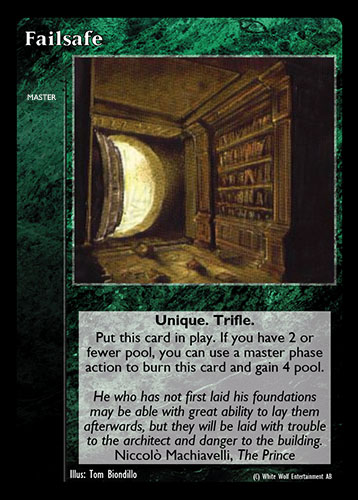 Failsafe
MASTER
Unique. Trifle.
Put this card in play. If you have 2 or
fewer pool, you can use a master phase
action to burn this card and gain 4 pool.
He who has not first laid his foundations
may be able with great ability to lay them
afterwards, but they will be laid with trouble
to the architect and danger to the building.
Niccolò Machiavelli, The Prince
Illus: Tom Biondillo
(C) White Wolf Entertainment AB